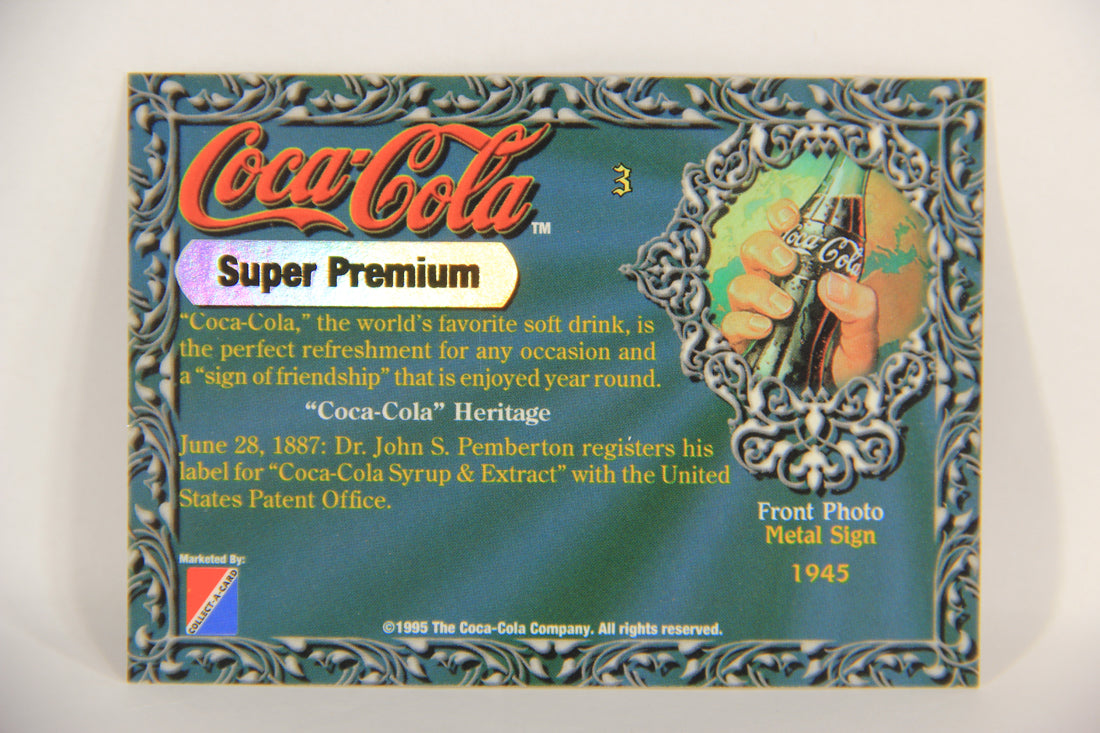 Coca-Cola™
3
Super Premium
"Coca-Cola," the world's favorite soft drink, is
the perfect refreshment for any occasion and
a "sign of friendship" that is enjoyed year round.
"Coca-Cola" Heritage
June 28, 1887: Dr. John S. Pemberton registers his
label for "Coca-Cola Syrup & Extract" with the United
States Patent Office.
Coca-Cola
Front Photo
Metal Sign
1945
Marketed By:
COLLECT-A-CARD
©1995 The Coca-Cola Company. All rights reserved.